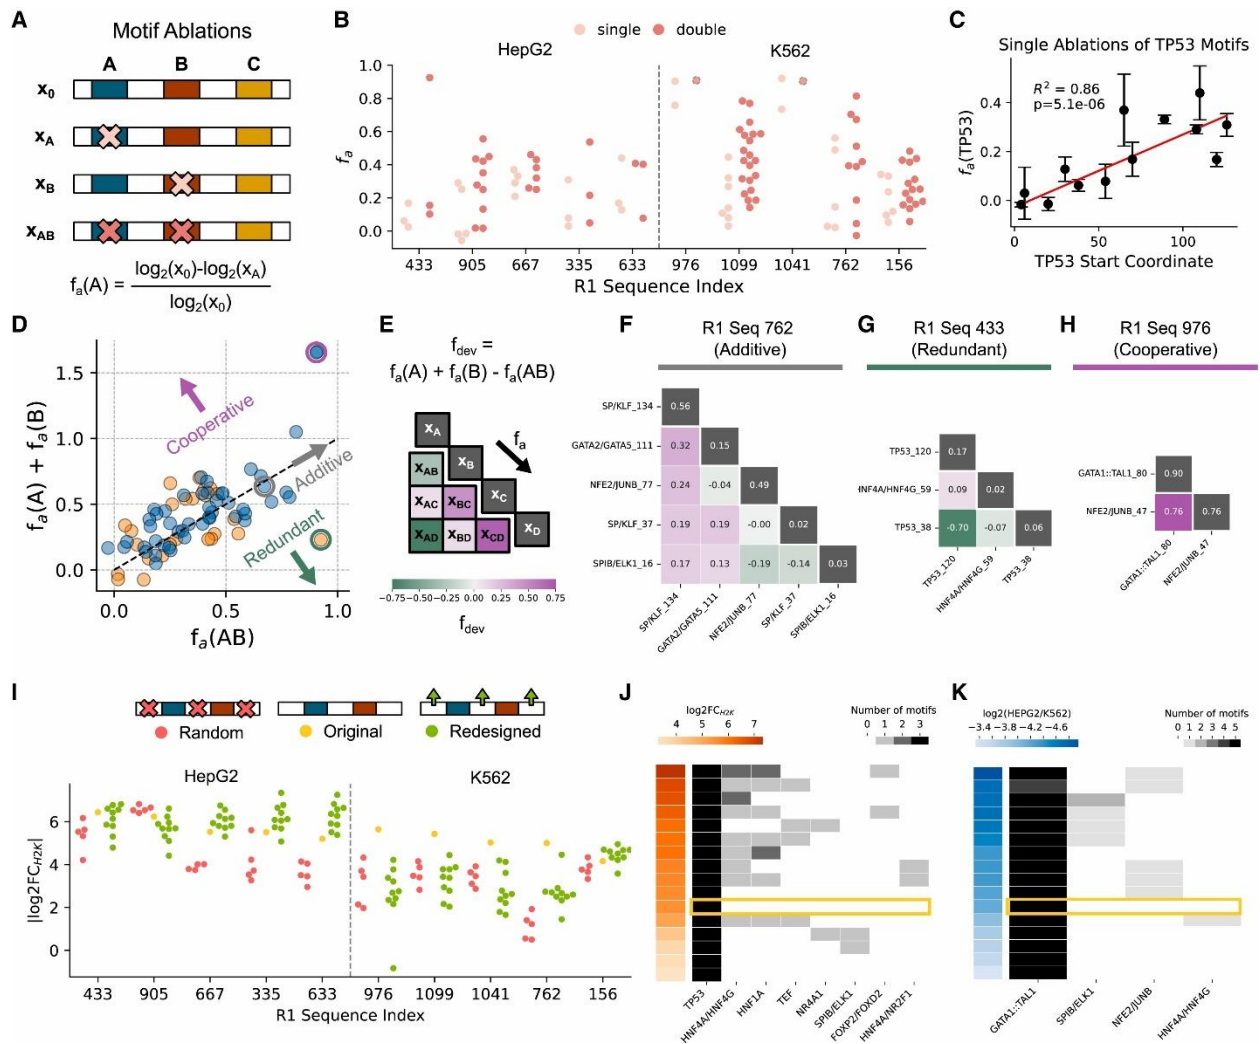 A
Motif Ablations
A B C
x0
xA
xB
xAB
fa(A) = log2(x0)-log2(xA)
log2(x0)
B
single double
HepG2 K562
fa
1.0
0.8
0.6
0.4
0.2
0.0
433 905 667 335 633 976 1099 1041 762 156
R1 Sequence Index
C
Single Ablations of TP53 Motifs
R² = 0.86
p=5.1e-06
fa(TP53)
0.4
0.2
0.0
0 50 100
TP53 Start Coordinate
D
Cooperative
Additive
Redundant
fa(A) + fa(B)
1.5
1.0
0.5
0.0
0.0 0.5 1.0
fa(AB)
E
fdev =
fa(A) + fa(B) - fa(AB)
xA
fa
xAB xB
xAC xBC xC
xAD xBD xCD xD
−0.75 −0.50 −0.25 0.00 0.25 0.50 0.75
fdev
F
R1 Seq 762
(Additive)
SP/KLF_134 0.56
GATA2/GATA5_111 0.32 0.15
NFE2/JUNB_77 0.24 -0.04 0.49
SP/KLF_37 0.19 0.19 -0.00 0.02
SPIB/ELK1_16 0.17 0.13 -0.19 -0.14 0.03
SP/KLF_134
GATA2/GATA5_111
NFE2/JUNB_77
SP/KLF_37
SPIB/ELK1_16
G
R1 Seq 433
(Redundant)
TP53_120 0.17
HNF4A/HNF4G_59 0.09 0.02
TP53_38 -0.70 -0.07 0.06
TP53_120
HNF4A/HNF4G_59
TP53_38
H
R1 Seq 976
(Cooperative)
GATA1::TAL1_80 0.90
NFE2/JUNB_47 0.76 0.76
GATA1::TAL1_80
NFE2/JUNB_47
I
Random Original Redesigned
HepG2 K562
|log2FCH2K|
8
6
4
2
0
433 905 667 335 633 976 1099 1041 762 156
R1 Sequence Index
J
log2FCH2K
4 5 6 7
Number of motifs
0 1 2 3
TP53
HNF4A/HNF4G
HNF1A
TEF
NR4A1
SPIB/ELK1
FOXP2/FOXD2
HNF4A/NR2F1
K
log2(HEPG2/K562)
−3.4 −3.8 −4.2 −4.6
Number of motifs
0 1 2 3 4 5
GATA1::TAL1
SPIB/ELK1
NFE2/JUNB
HNF4A/HNF4G